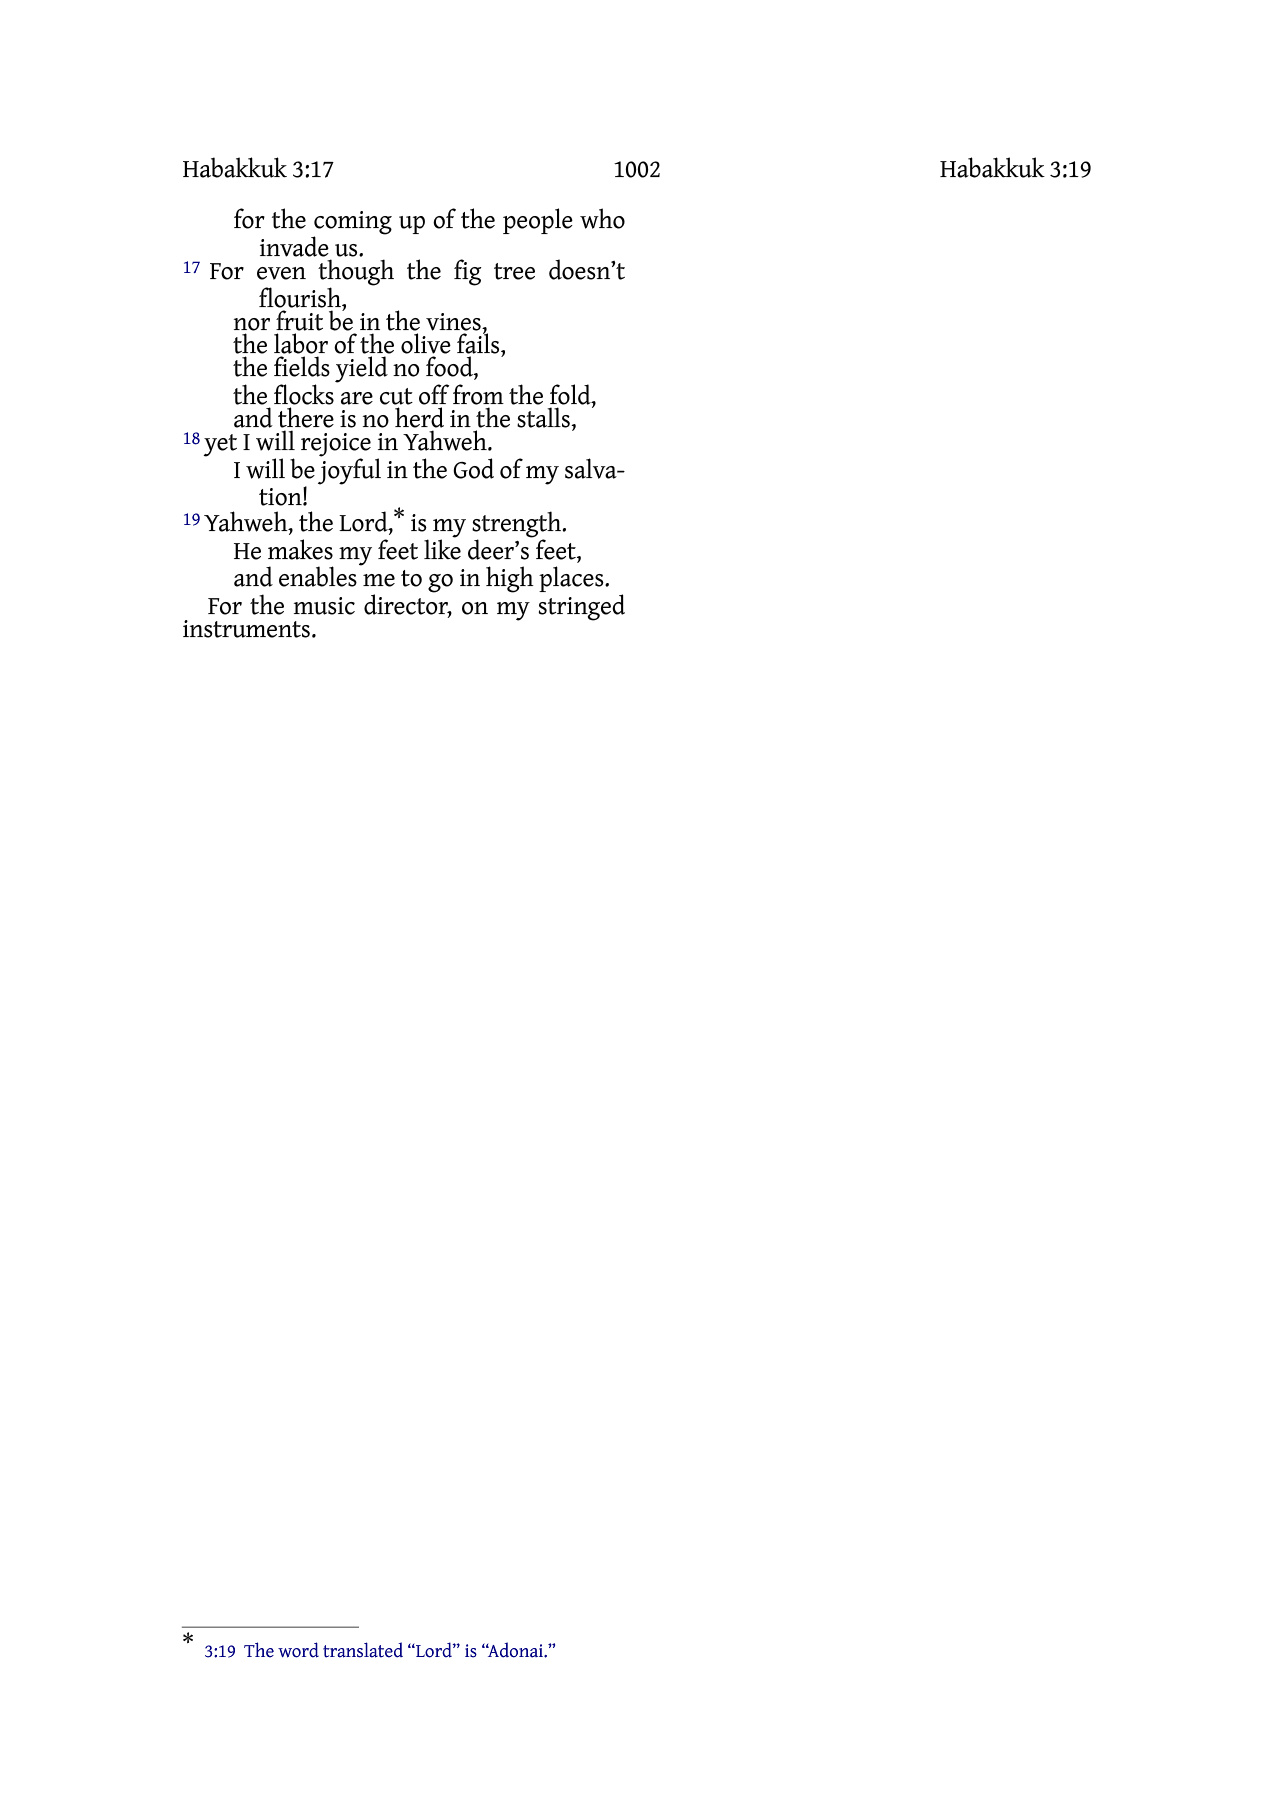 Habakkuk 3:17 1002 Habakkuk 3:19
for the coming up of the people who
invade us.
17 For even though the fig tree doesn’t
flourish,
nor fruit be in the vines,
the labor of the olive fails,
the fields yield no food,
the flocks are cut off from the fold,
and there is no herd in the stalls,
18 yet I will rejoice in Yahweh.
I will be joyful in the God of my salva-
tion!
19 Yahweh, the Lord,* is my strength.
He makes my feet like deer’s feet,
and enables me to go in high places.
For the music director, on my stringed
instruments.
* 3:19 The word translated “Lord” is “Adonai.”